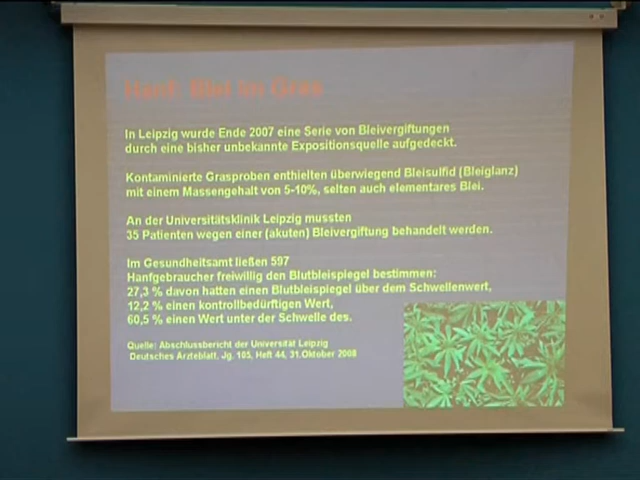 Hanf: Blei im Gras
In Leipzig wurde Ende 2007 eine Serie von Bleivergiftungen
durch eine bisher unbekannte Expositionsquelle aufgedeckt.
Kontaminierte Grasproben enthielten überwiegend Bleisulfid (Bleiglanz)
mit einem Massengehalt von 5-10%, selten auch elementares Blei.
An der Universitätsklinik Leipzig mussten
35 Patienten wegen einer (akuten) Bleivergiftung behandelt werden.
Im Gesundheitsamt ließen 597
Hanfgebraucher freiwillig den Blutbleispiegel bestimmen:
27,3 % davon hatten einen Blutbleispiegel über dem Schwellenwert,
12,2 % einen kontrollbedürftigen Wert,
60,5 % einen Wert unter der Schwelle des.
Quelle: Abschlussbericht der Universität Leipzig
Deutsches Ärzteblatt, Jg. 105, Heft 44, 31.Oktober 2008